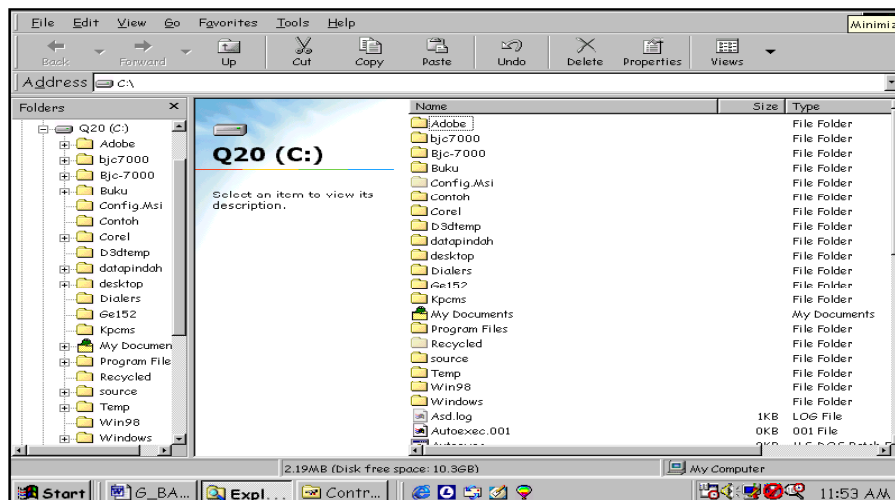 File Edit View Go Favorites Tools Help
Minimiz
Back Forward Up Cut Copy Paste Undo Delete Properties Views
Address C:\
Folders x
Q20 (C:)
Adobe
bjc7000
Bjc-7000
Buku
Config.Msi
Contoh
Corel
D3dtemp
datapindah
desktop
Dialers
Ge152
Kpcms
My Documen
Program File
Recycled
source
Temp
Win98
Windows
Q20 (C:)
Select an item to view its
description.
Name Size Type
Adobe File Folder
bjc7000 File Folder
Bjc-7000 File Folder
Buku File Folder
Config.Msi File Folder
Contoh File Folder
Corel File Folder
D3dtemp File Folder
datapindah File Folder
desktop File Folder
Dialers File Folder
Ge152 File Folder
Kpcms File Folder
My Documents My Documents
Program Files File Folder
Recycled File Folder
source File Folder
Temp File Folder
Win98 File Folder
Windows File Folder
Asd.log 1KB LOG File
Autoexec.001 0KB 001 File
2.19MB (Disk free space: 10.3GB) My Computer
Start G_BA... Expl... Contr... 11:53 AM